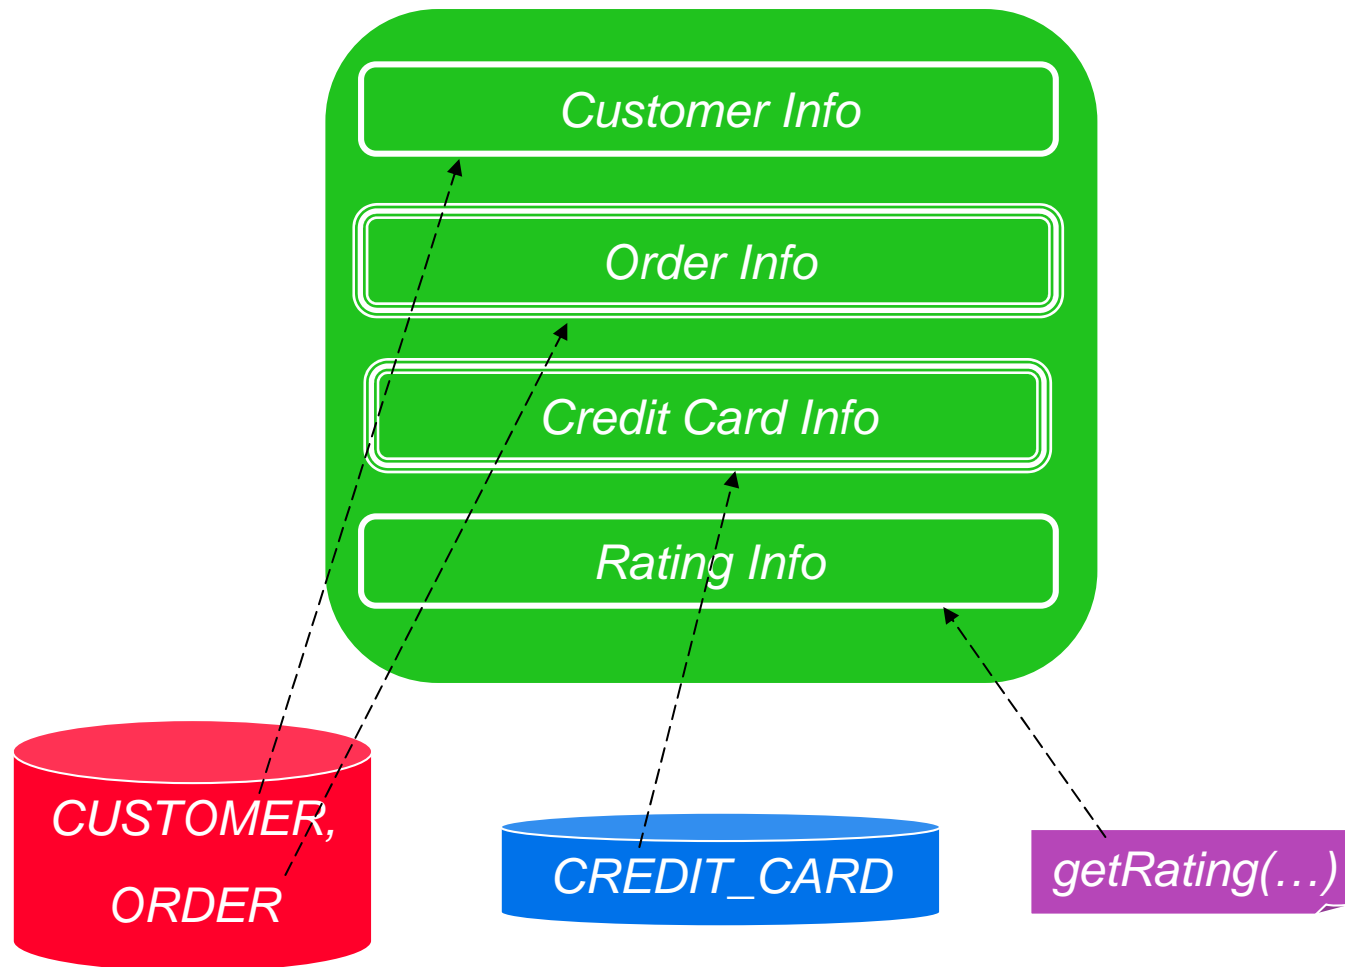 Customer Info
Order Info
Credit Card Info
Rating Info
CUSTOMER,
ORDER
CREDIT_CARD
getRating(…)